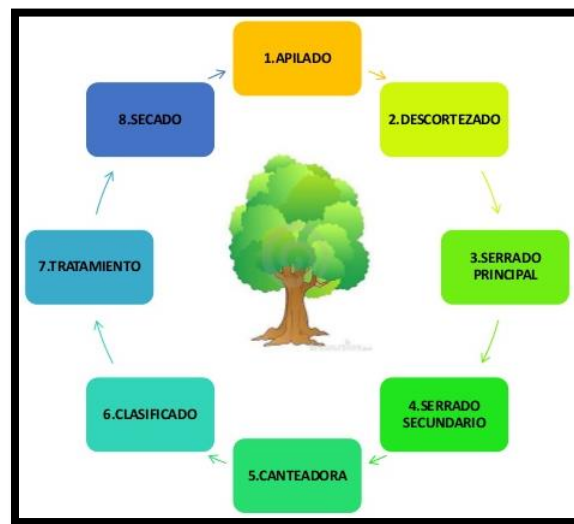 1.APILADO
2.DESCORTEZADO
3.SERRADO
PRINCIPAL
4.SERRADO
SECUNDARIO
5.CANTEADORA
6.CLASIFICADO
7.TRATAMIENTO
8.SECADO